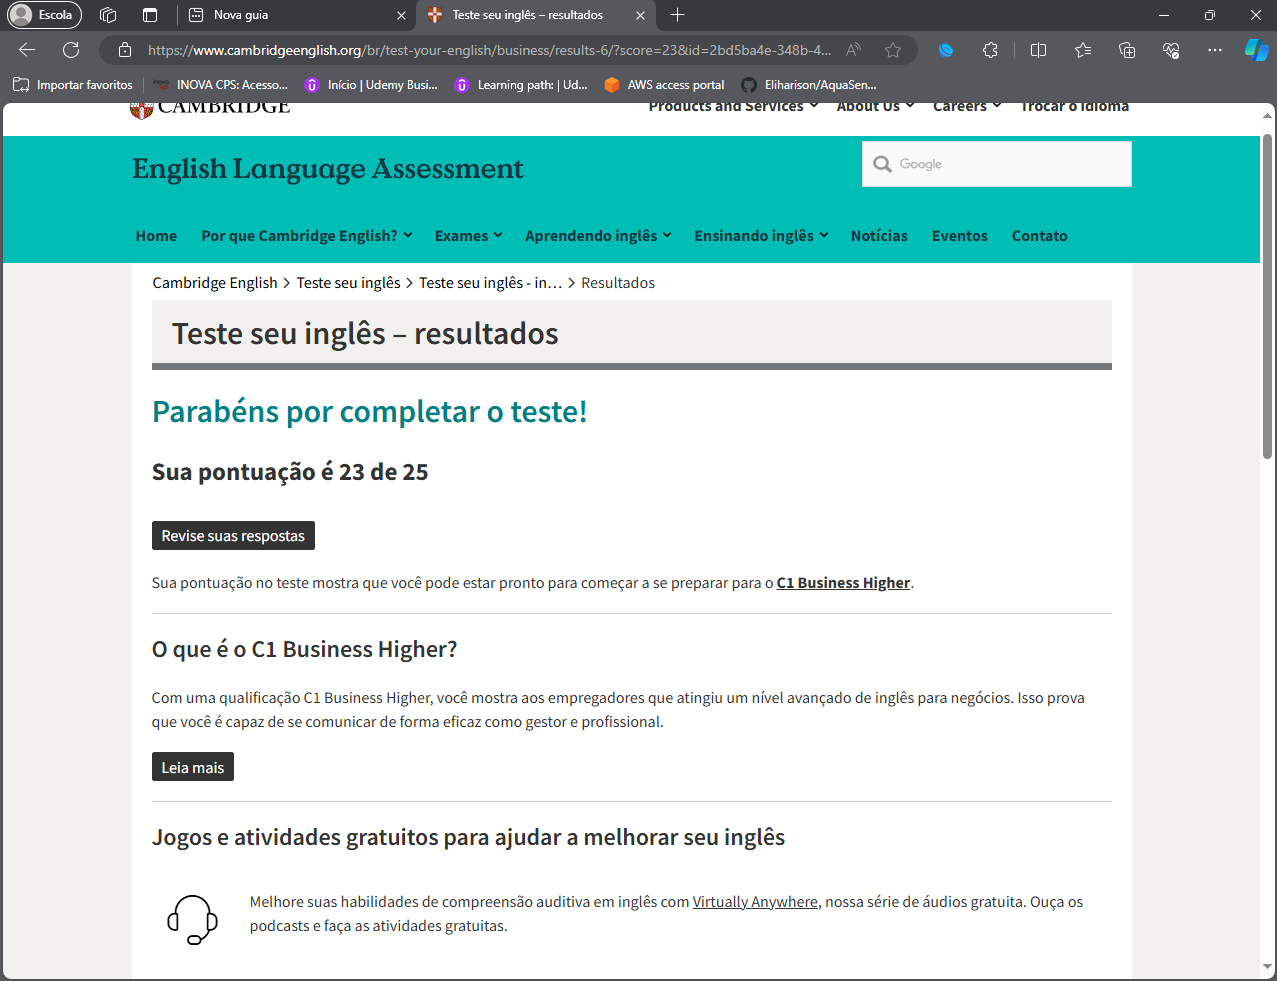 Escola
Nova guia
Teste seu inglês – resultados
https://www.cambridgeenglish.org/br/test-your-english/business/results-6/?score=23&id=2bd5ba4e-348b-4...
Importar favoritos
INOVA CPS: Acesso...
Início | Udemy Busi...
Learning path: | Ud...
AWS access portal
Eliharison/AquaSen...
CAMBRIDGE
Products and Services
About Us
Careers
Trocar o Idioma
English Language Assessment
Google
Home
Por que Cambridge English?
Exames
Aprendendo inglês
Ensinando inglês
Notícias
Eventos
Contato
Cambridge English > Teste seu inglês > Teste seu inglês - in… > Resultados
Teste seu inglês – resultados
Parabéns por completar o teste!
Sua pontuação é 23 de 25
Revise suas respostas
Sua pontuação no teste mostra que você pode estar pronto para começar a se preparar para o C1 Business Higher.
O que é o C1 Business Higher?
Com uma qualificação C1 Business Higher, você mostra aos empregadores que atingiu um nível avançado de inglês para negócios. Isso prova
que você é capaz de se comunicar de forma eficaz como gestor e profissional.
Leia mais
Jogos e atividades gratuitos para ajudar a melhorar seu inglês
Melhore suas habilidades de compreensão auditiva em inglês com Virtually Anywhere, nossa série de áudios gratuita. Ouça os
podcasts e faça as atividades gratuitas.